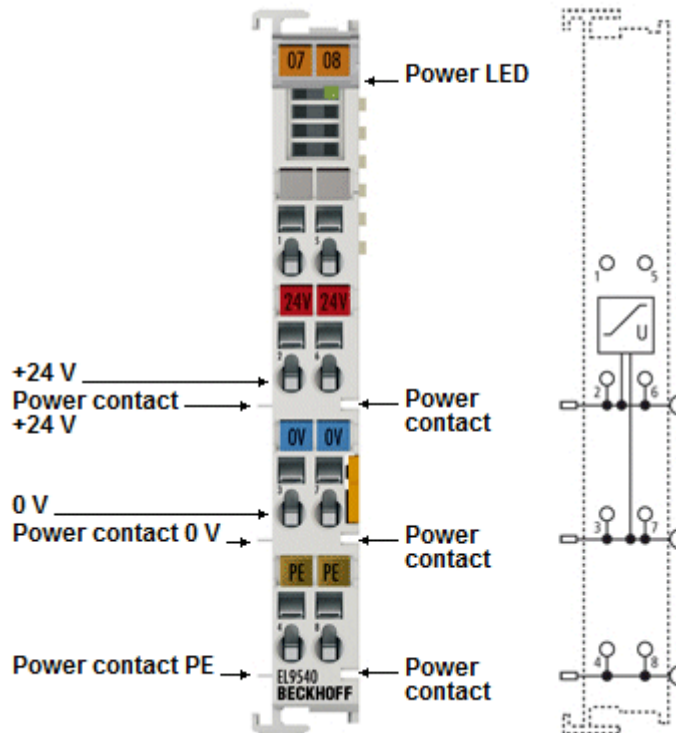 07 08
Power LED
1 5
24V 24V
2 6
+24 V
Power contact
+24 V
Power
contact
0V 0V
3 7
0 V
Power contact 0 V
Power
contact
PE PE
4 8
Power contact PE
Power
contact
EL9540
BECKHOFF
1 5
U
2 6
3 7
4 8